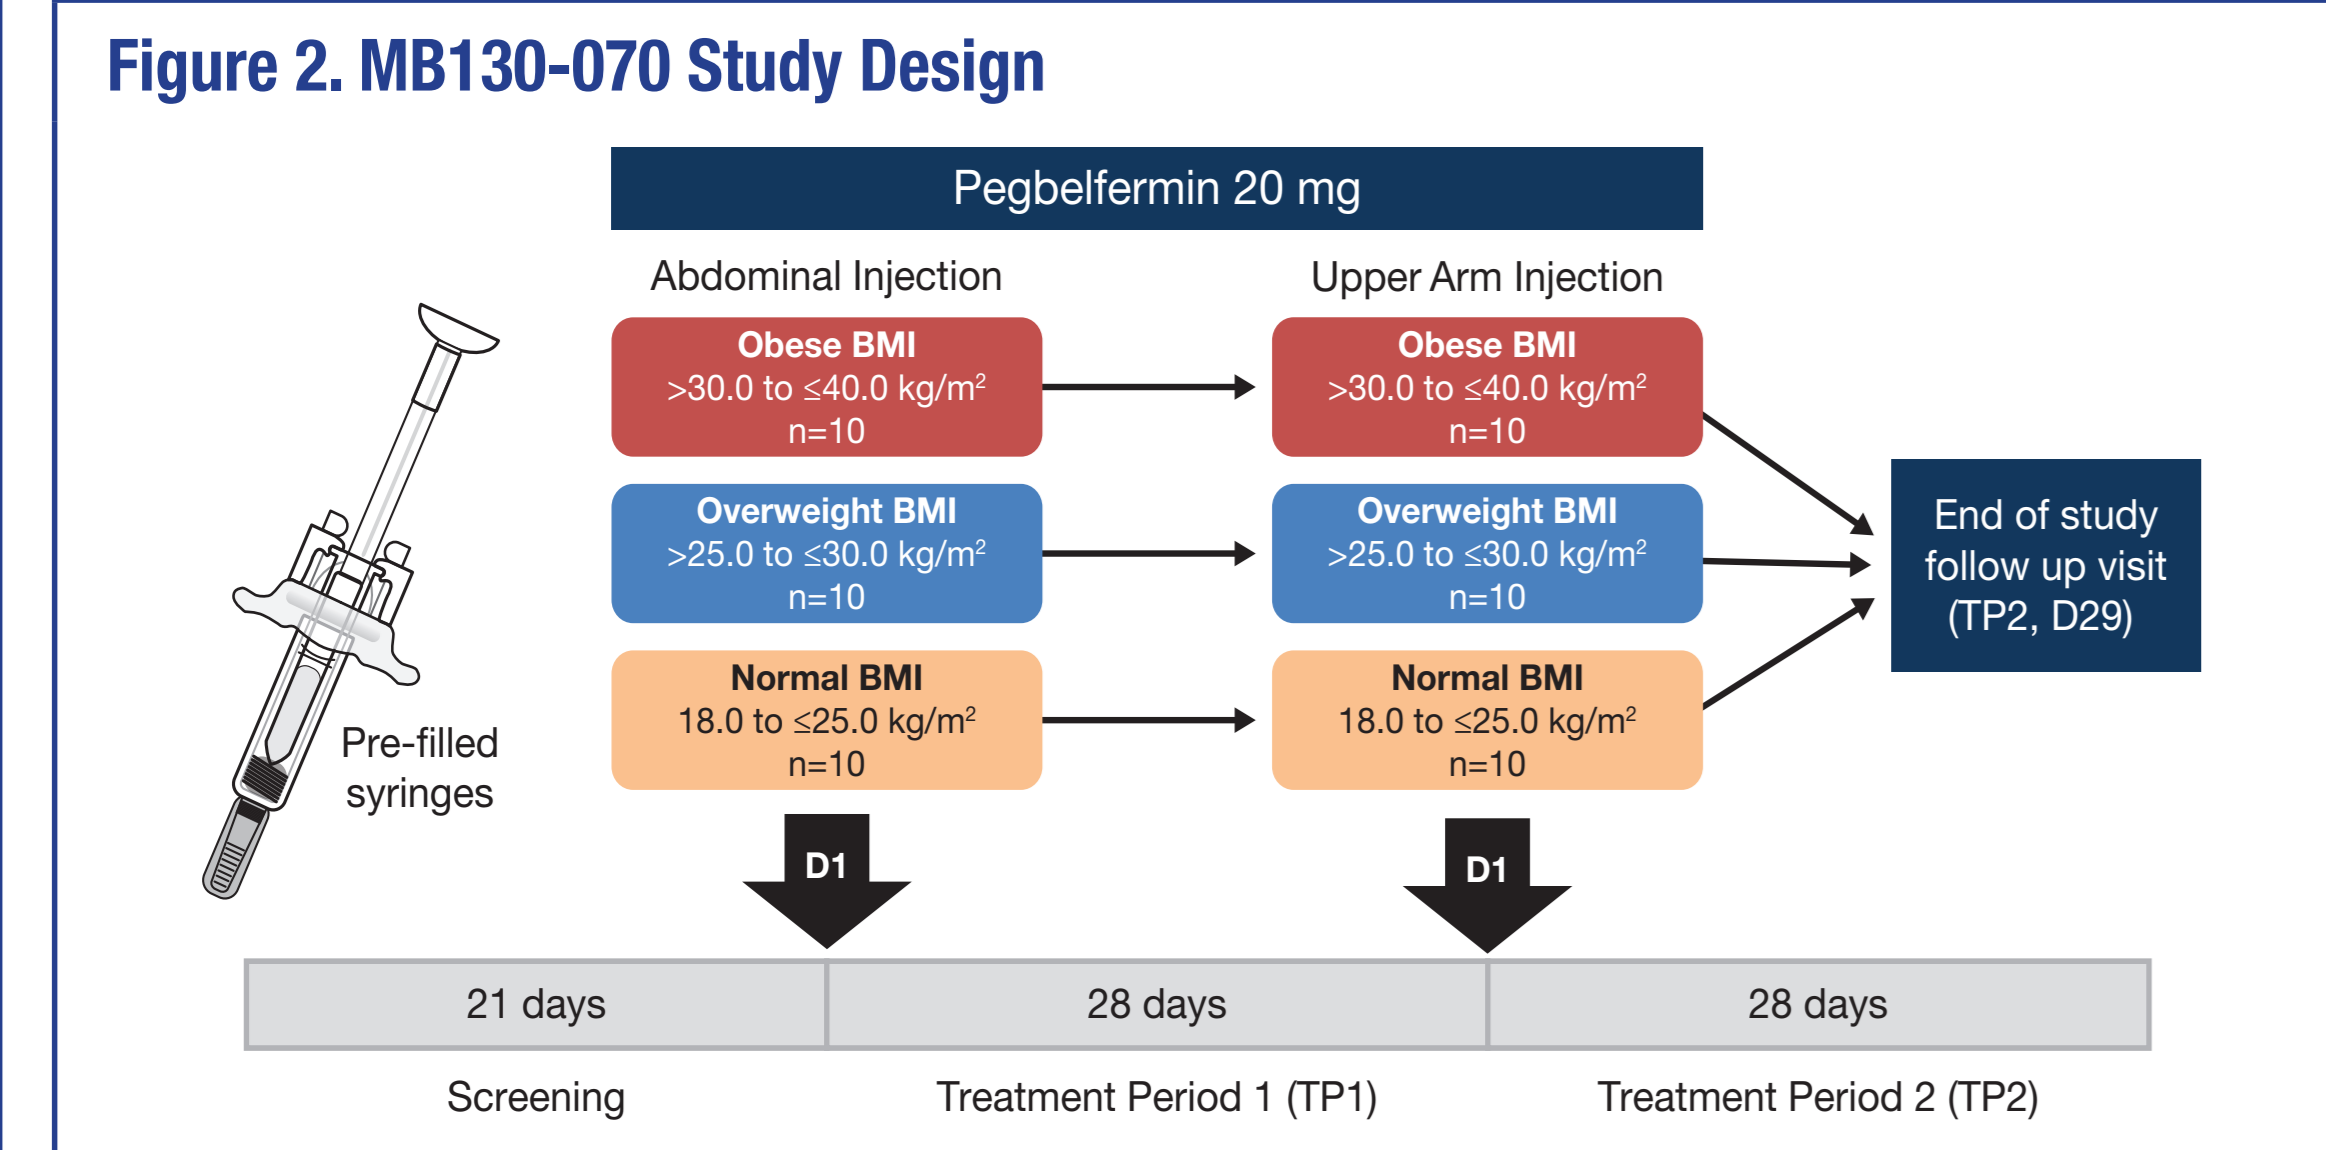 Figure 2. MB130-070 Study Design
Pegbelfermin 20 mg
Abdominal Injection
Upper Arm Injection
Obese BMI
>30.0 to ≤40.0 kg/m²
n=10
Obese BMI
>30.0 to ≤40.0 kg/m²
n=10
Overweight BMI
>25.0 to ≤30.0 kg/m²
n=10
Overweight BMI
>25.0 to ≤30.0 kg/m²
n=10
End of study
follow up visit
(TP2, D29)
Normal BMI
18.0 to ≤25.0 kg/m²
n=10
Normal BMI
18.0 to ≤25.0 kg/m²
n=10
Pre-filled
syringes
D1
D1
21 days
28 days
28 days
Screening
Treatment Period 1 (TP1)
Treatment Period 2 (TP2)